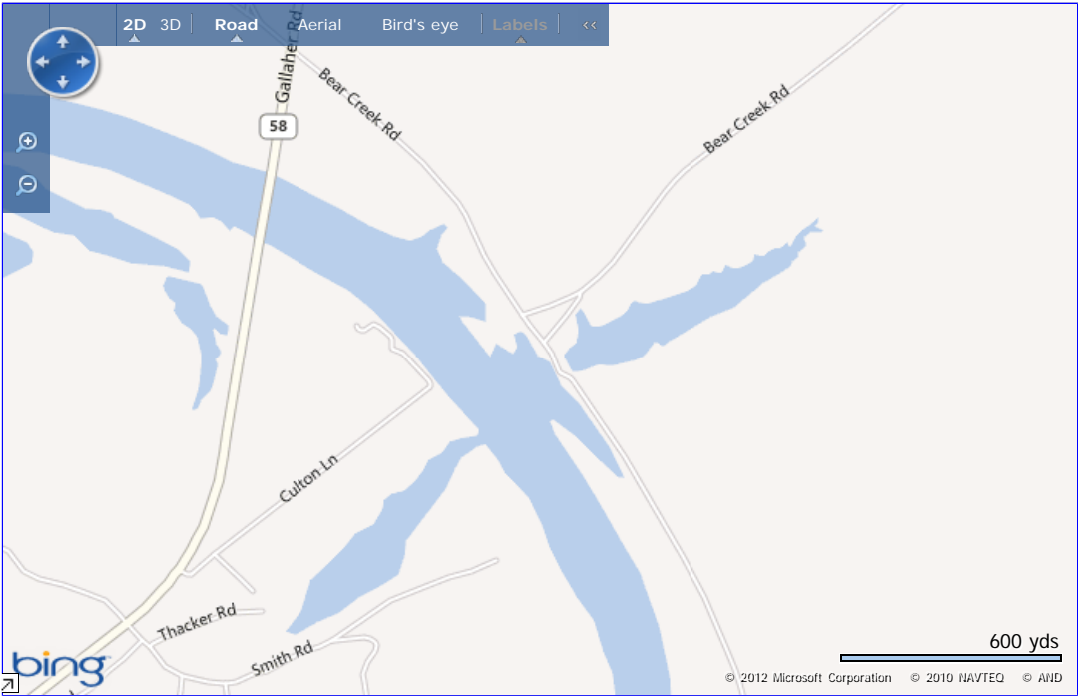 2D 3D Road Aerial Bird's eye Labels <<
Gallaher Rd
Bear Creek Rd
Bear Creek Rd
58
Culton Ln
Thacker Rd
Smith Rd
600 yds
bing
© 2012 Microsoft Corporation © 2010 NAVTEQ © AND